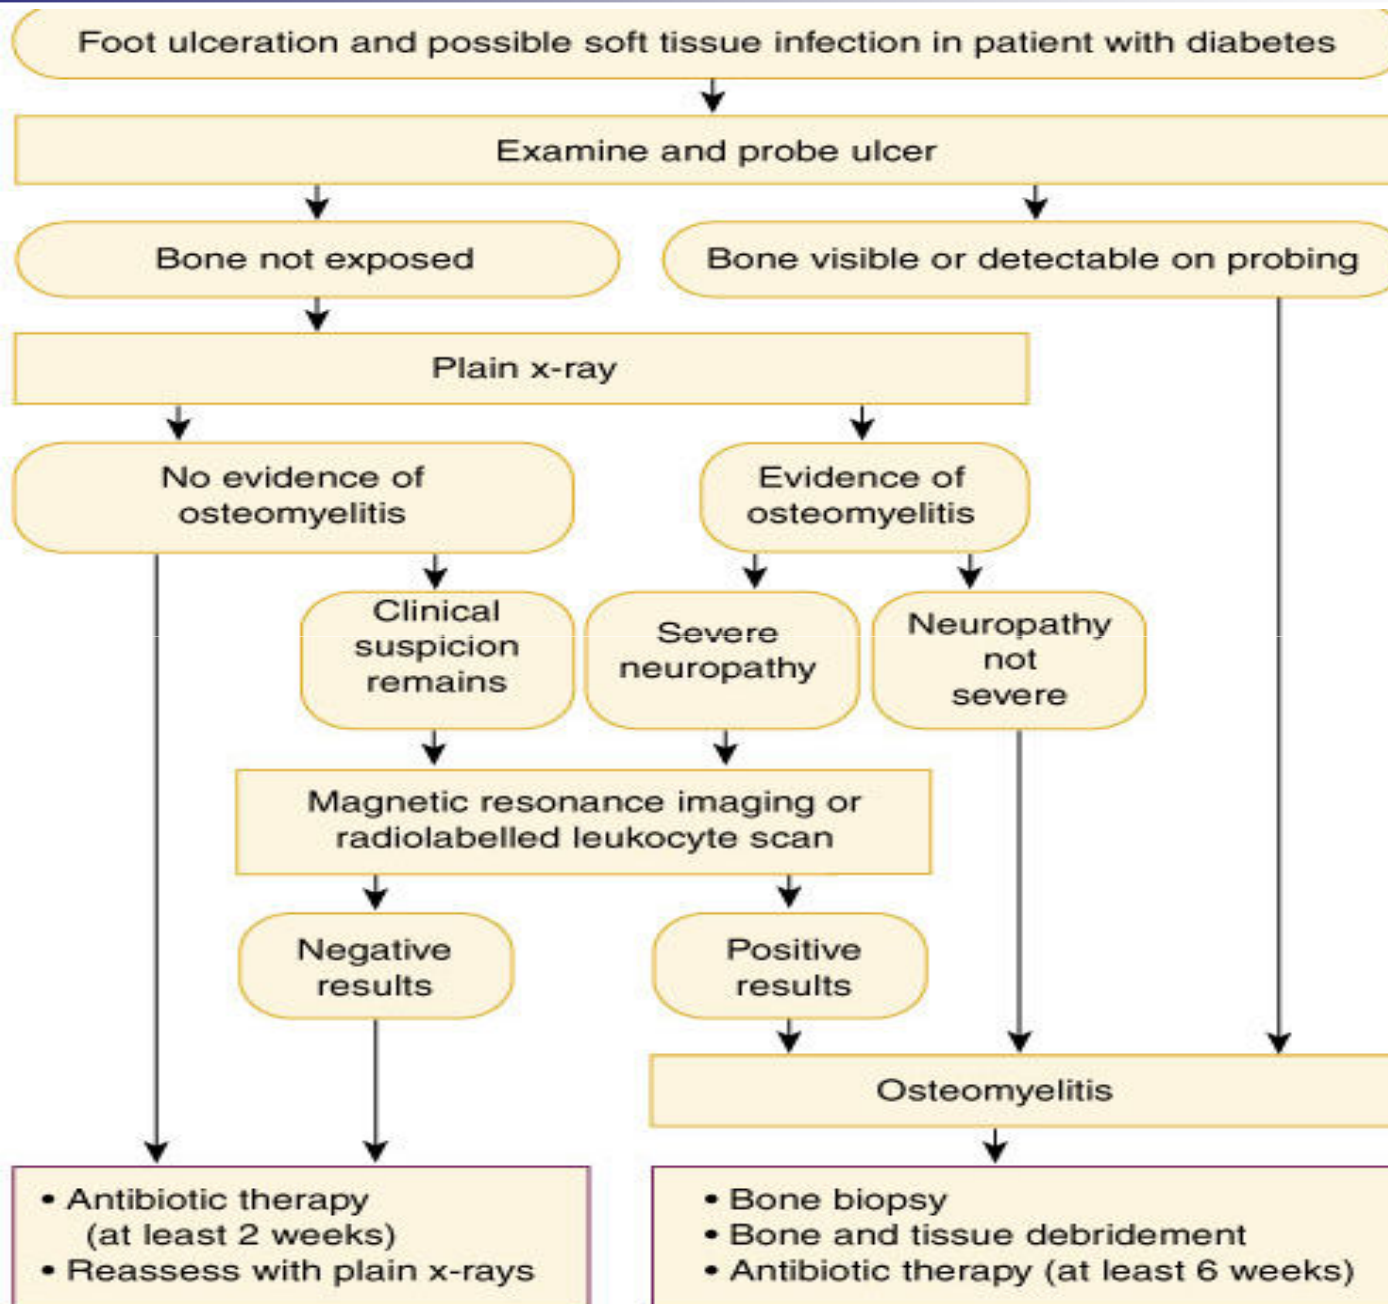 Foot ulceration and possible soft tissue infection in patient with diabetes
Examine and probe ulcer
Bone not exposed
Bone visible or detectable on probing
Plain x-ray
No evidence of
osteomyelitis
Evidence of
osteomyelitis
Clinical
suspicion
remains
Severe
neuropathy
Neuropathy
not
severe
Magnetic resonance imaging or
radiolabelled leukocyte scan
Negative
results
Positive
results
Osteomyelitis
• Antibiotic therapy
(at least 2 weeks)
• Reassess with plain x-rays
• Bone biopsy
• Bone and tissue debridement
• Antibiotic therapy (at least 6 weeks)